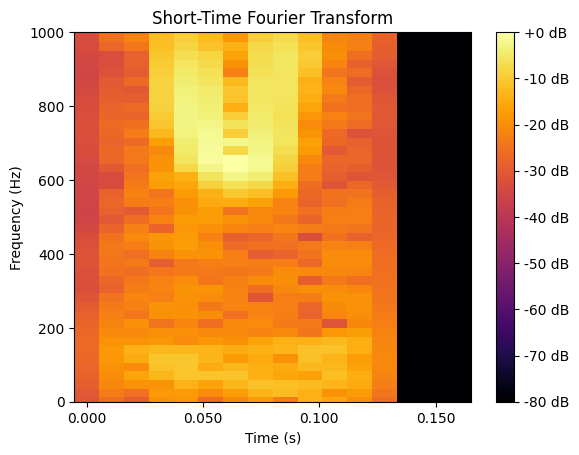 Short-Time Fourier Transform
1000
800
600
400
200
0
Frequency (Hz)
0.000
0.050
0.100
0.150
Time (s)
+0 dB
-10 dB
-20 dB
-30 dB
-40 dB
-50 dB
-60 dB
-70 dB
-80 dB